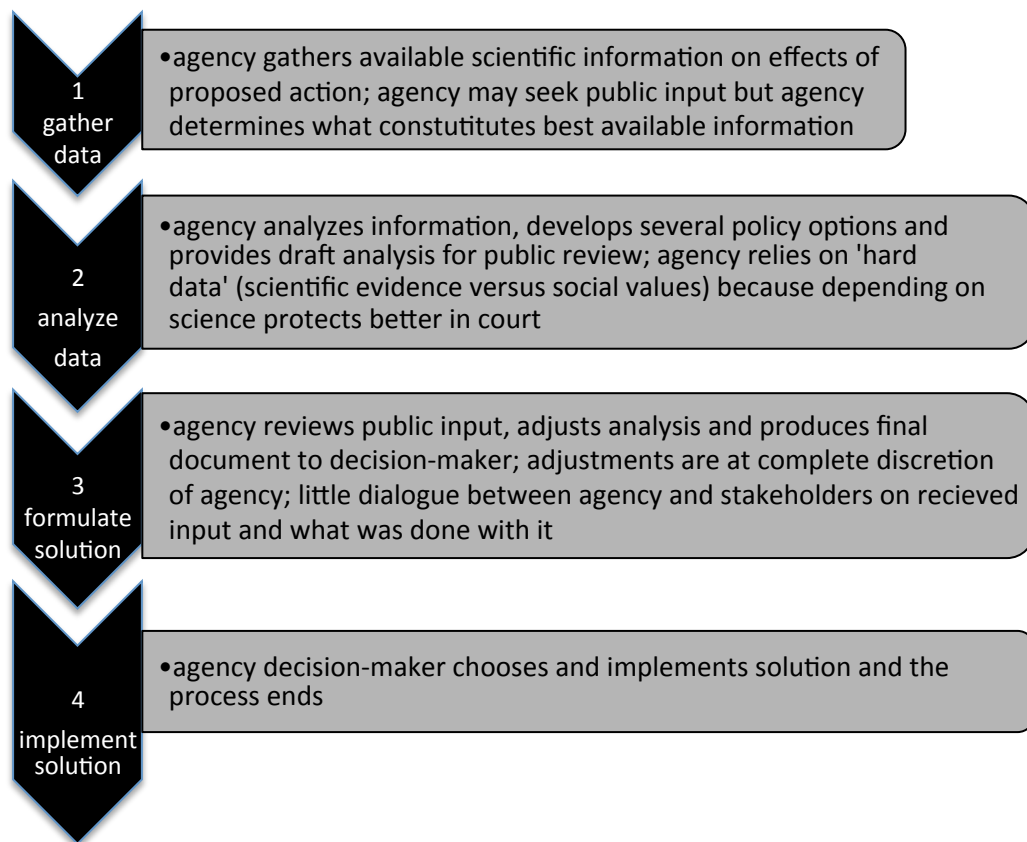 1
gather
data
•agency gathers available scientific information on effects of
proposed action; agency may seek public input but agency
determines what constutitutes best available information
2
analyze
data
•agency analyzes information, develops several policy options and
provides draft analysis for public review; agency relies on 'hard
data' (scientific evidence versus social values) because depending on
science protects better in court
3
formulate
solution
•agency reviews public input, adjusts analysis and produces final
document to decision-maker; adjustments are at complete discretion
of agency; little dialogue between agency and stakeholders on recieved
input and what was done with it
4
implement
solution
•agency decision-maker chooses and implements solution and the
process ends